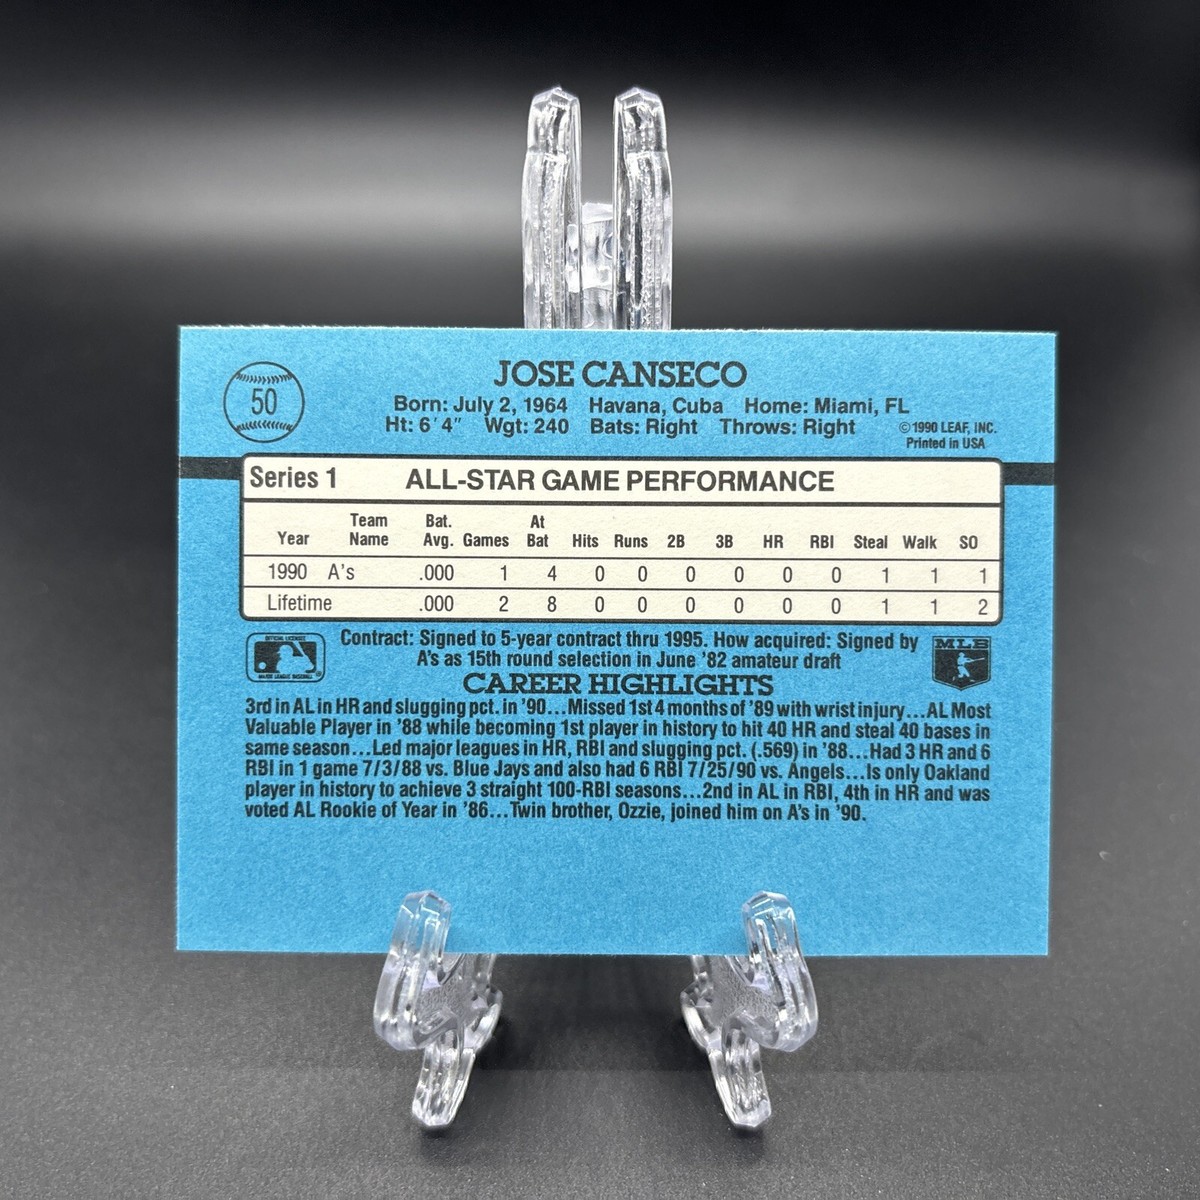 50
JOSE CANSECO
Born: July 2, 1964 Havana, Cuba Home: Miami, FL
Ht: 6'4" Wgt: 240 Bats: Right Throws: Right
©1990 LEAF, INC.
Printed in USA
Series 1 ALL-STAR GAME PERFORMANCE
Year Team Name Bat. Avg. Games At Bat Hits Runs 2B 3B HR RBI Steal Walk SO
1990 A's .000 1 4 0 0 0 0 0 0 1 1 1
Lifetime .000 2 8 0 0 0 0 0 0 1 1 2
Contract: Signed to 5-year contract thru 1995. How acquired: Signed by
A's as 15th round selection in June '82 amateur draft
MLB
CAREER HIGHLIGHTS
3rd in AL in HR and slugging pct. in '90...Missed 1st 4 months of '89 with wrist injury...AL Most
Valuable Player in '88 while becoming 1st player in history to hit 40 HR and steal 40 bases in
same season...Led major leagues in HR, RBI and slugging pct. (.569) in '88...Had 3 HR and 6
RBI in 1 game 7/3/88 vs. Blue Jays and also had 6 RBI 7/25/90 vs. Angels...Is only Oakland
player in history to achieve 3 straight 100-RBI seasons...2nd in AL in RBI, 4th in HR and was
voted AL Rookie of Year in '86...Twin brother, Ozzie, joined him on A's in '90.